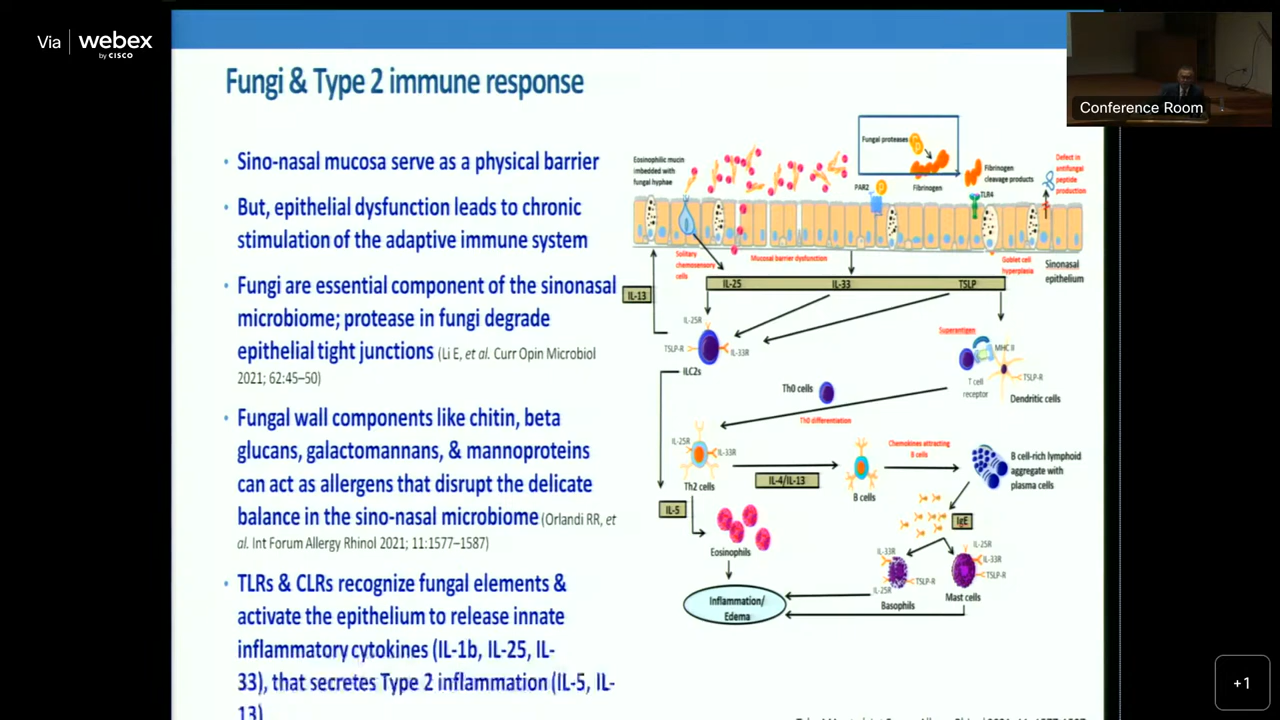 Via webex
by CISCO
Conference Room
Fungi & Type 2 immune response
• Sino-nasal mucosa serve as a physical barrier
• But, epithelial dysfunction leads to chronic
stimulation of the adaptive immune system
• Fungi are essential component of the sinonasal
microbiome; protease in fungi degrade
epithelial tight junctions (Li E, et al. Curr Opin Microbiol
2021; 62:45–50)
• Fungal wall components like chitin, beta
glucans, galactomannans, & mannoproteins
can act as allergens that disrupt the delicate
balance in the sino-nasal microbiome (Orlandi RR, et
al. Int Forum Allergy Rhinol 2021; 11:1577–1587)
• TLRs & CLRs recognize fungal elements &
activate the epithelium to release innate
inflammatory cytokines (IL-1b, IL-25, IL-
33), that secretes Type 2 inflammation (IL-5, IL-
13)
Eosinophilic mucin
imbedded with
fungal hyphae
Fungal proteases
Fibrinogen
PAR2
Fibrinogen
cleavage products
TLR4
Defect in
antifungal
peptide
production
Solitary
chemosensory
cells
Mucosal barrier dysfunction
Goblet cell
hyperplasia
Sinonasal
epithelium
IL-13
IL-25 IL-33 TSLP
IL-25R
TSLP-R
IL-33R
ILC2s
Superantigen
MHC II
T cell
receptor
TSLP-R
Dendritic cells
Th0 cells
Th0 differentiation
IL-25R
IL-33R
Th2 cells
IL-4/IL-13
B cells
Chemokines attracting
B cells
B cell-rich lymphoid
aggregate with
plasma cells
IL-5
Eosinophils
IgE
IL-33R
TSLP-R
IL-25R
Basophils
IL-25R
IL-33R
TSLP-R
Mast cells
Inflammation/
Edema
+1